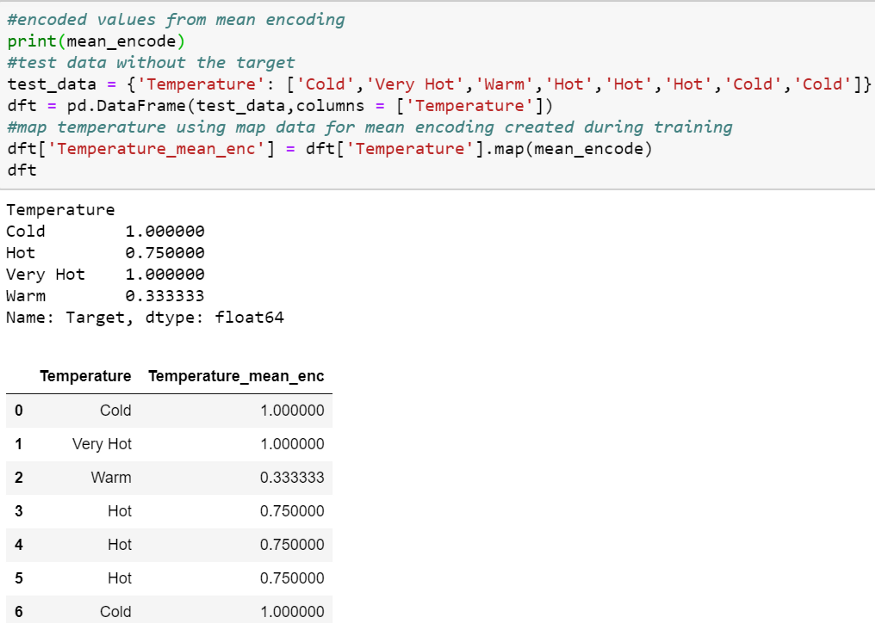 #encoded values from mean encoding
print(mean_encode)
#test data without the target
test_data = {'Temperature': ['Cold','Very Hot','Warm','Hot','Hot','Hot','Cold','Cold']}
dft = pd.DataFrame(test_data,columns = ['Temperature'])
#map temperature using map data for mean encoding created during training
dft['Temperature_mean_enc'] = dft['Temperature'].map(mean_encode)
dft
Temperature
Cold 1.000000
Hot 0.750000
Very Hot 1.000000
Warm 0.333333
Name: Target, dtype: float64
Temperature Temperature_mean_enc
0 Cold 1.000000
1 Very Hot 1.000000
2 Warm 0.333333
3 Hot 0.750000
4 Hot 0.750000
5 Hot 0.750000
6 Cold 1.000000